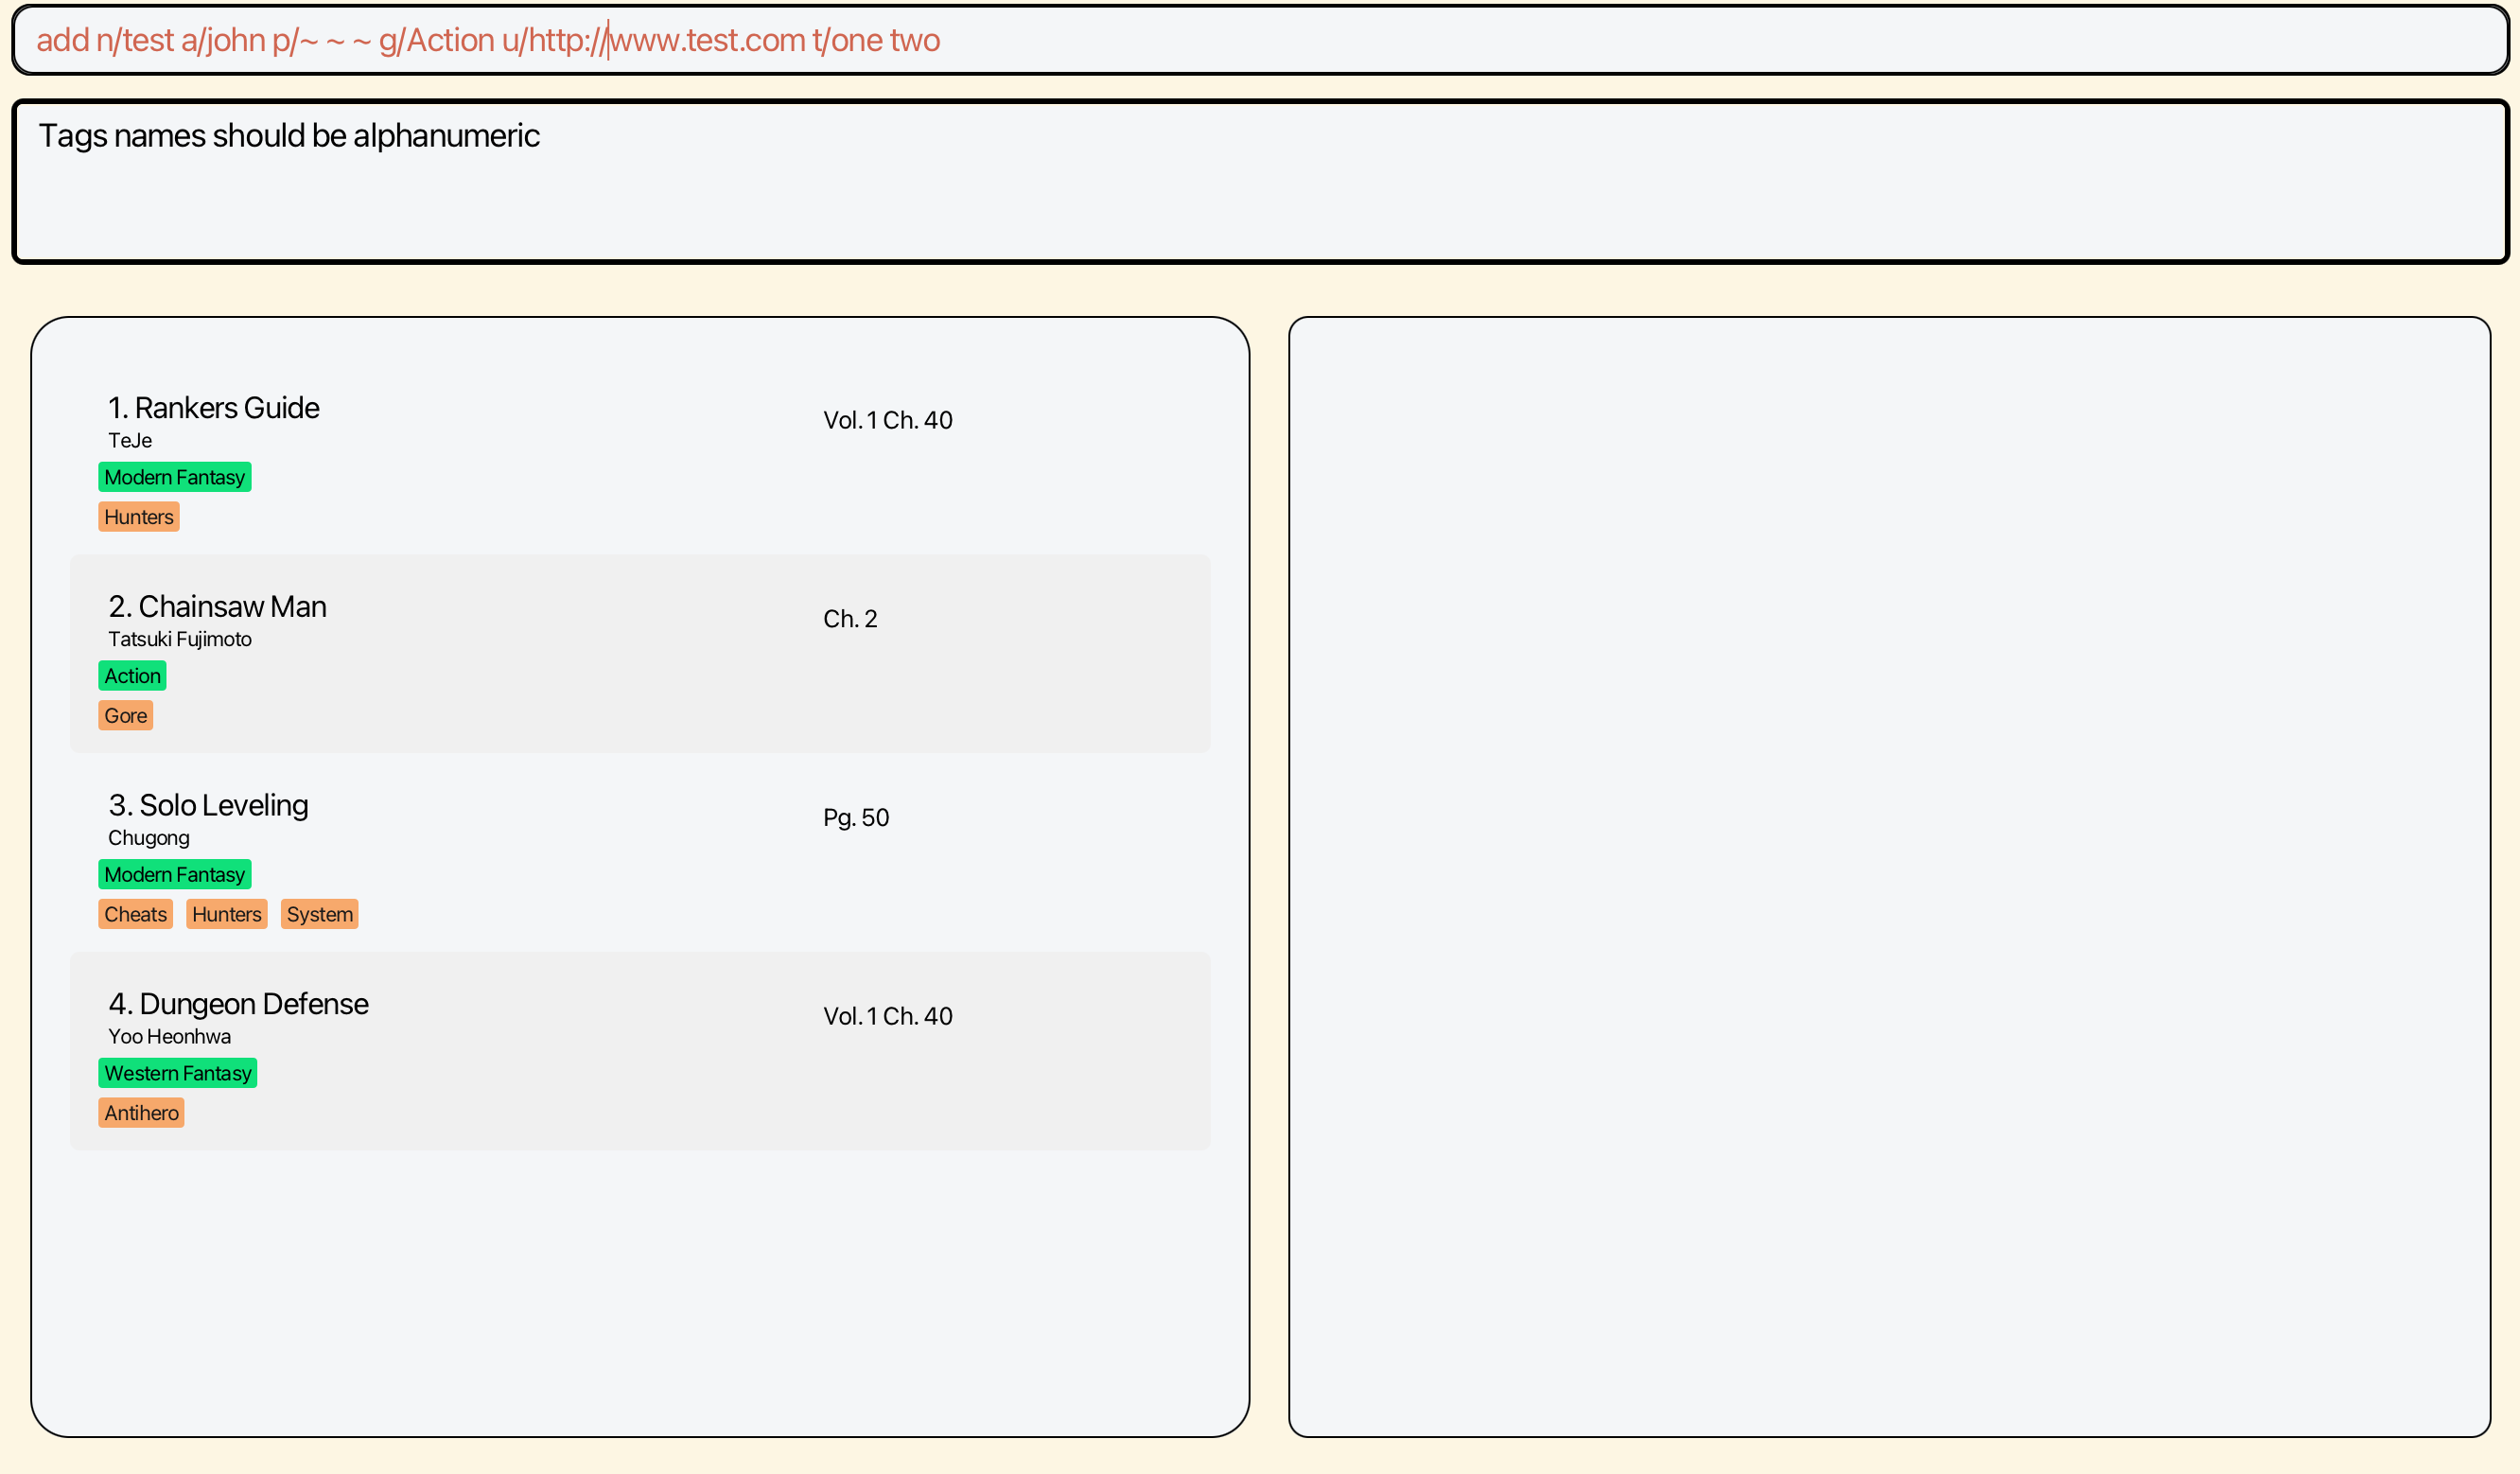 add n/test a/john p/~ ~ ~ g/Action u/http://www.test.com t/one two
Tags names should be alphanumeric
1. Rankers Guide
Vol. 1 Ch. 40
TeJe
Modern Fantasy
Hunters
2. Chainsaw Man
Ch. 2
Tatsuki Fujimoto
Action
Gore
3. Solo Leveling
Pg. 50
Chugong
Modern Fantasy
Cheats Hunters System
4. Dungeon Defense
Vol. 1 Ch. 40
Yoo Heonhwa
Western Fantasy
Antihero